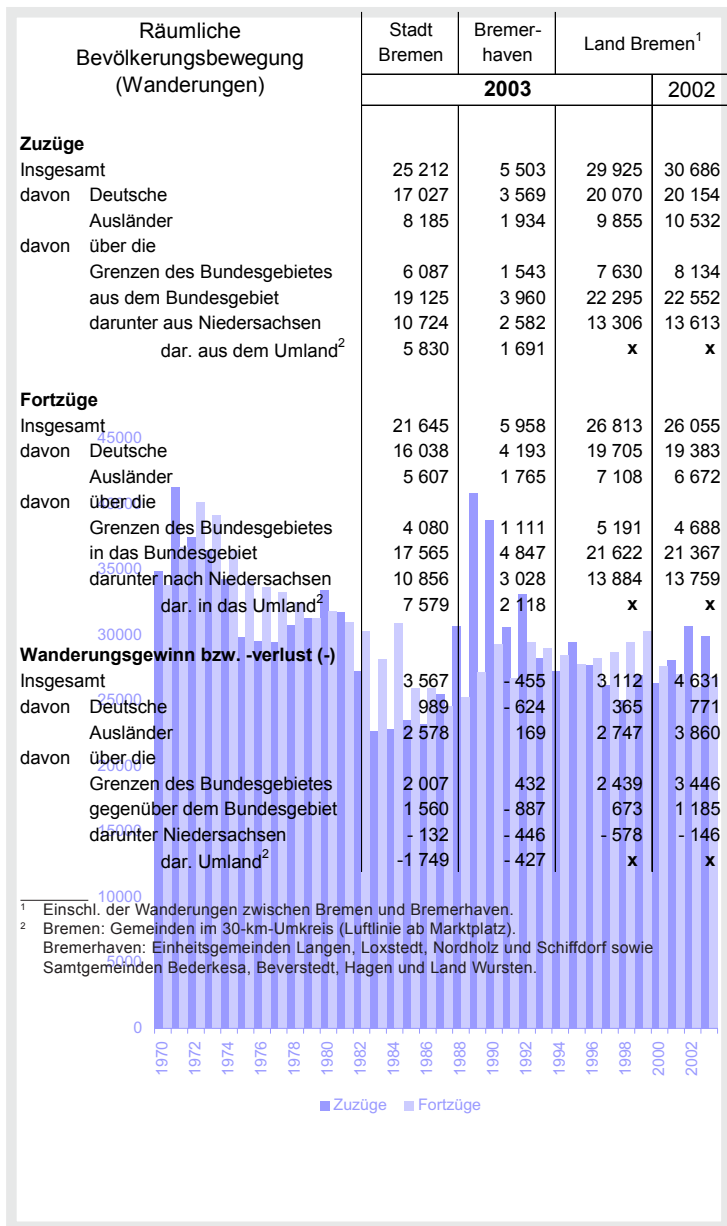 Räumliche
Bevölkerungsbewegung
(Wanderungen)
Stadt Bremen
Bremer-haven
Land Bremen1
2003 2002
Zuzüge
Insgesamt 25 212 5 503 29 925 30 686
davon Deutsche 17 027 3 569 20 070 20 154
Ausländer 8 185 1 934 9 855 10 532
davon über die
Grenzen des Bundesgebietes 6 087 1 543 7 630 8 134
aus dem Bundesgebiet 19 125 3 960 22 295 22 552
darunter aus Niedersachsen 10 724 2 582 13 306 13 613
dar. aus dem Umland2 5 830 1 691 x x
Fortzüge
Insgesamt 21 645 5 958 26 813 26 055
davon Deutsche 16 038 4 193 19 705 19 383
Ausländer 5 607 1 765 7 108 6 672
davon über die
Grenzen des Bundesgebietes 4 080 1 111 5 191 4 688
in das Bundesgebiet 17 565 4 847 21 622 21 367
darunter nach Niedersachsen 10 856 3 028 13 884 13 759
dar. in das Umland2 7 579 2 118 x x
Wanderungsgewinn bzw. -verlust (-)
Insgesamt 3 567 - 455 3 112 4 631
davon Deutsche 989 - 624 365 771
Ausländer 2 578 169 2 747 3 860
davon über die
Grenzen des Bundesgebietes 2 007 432 2 439 3 446
gegenüber dem Bundesgebiet 1 560 - 887 673 1 185
darunter Niedersachsen - 132 - 446 - 578 - 146
dar. Umland2 -1 749 - 427 x x
1 Einschl. der Wanderungen zwischen Bremen und Bremerhaven.
2 Bremen: Gemeinden im 30-km-Umkreis (Luftlinie ab Marktplatz).
Bremerhaven: Einheitsgemeinden Langen, Loxstedt, Nordholz und Schiffdorf sowie
Samtgemeinden Bederkesa, Beverstedt, Hagen und Land Wursten.
45000
40000
35000
30000
25000
20000
15000
10000
5000
0
1970 1972 1974 1976 1978 1980 1982 1984 1986 1988 1990 1992 1994 1996 1998 2000 2002
Zuzüge Fortzüge